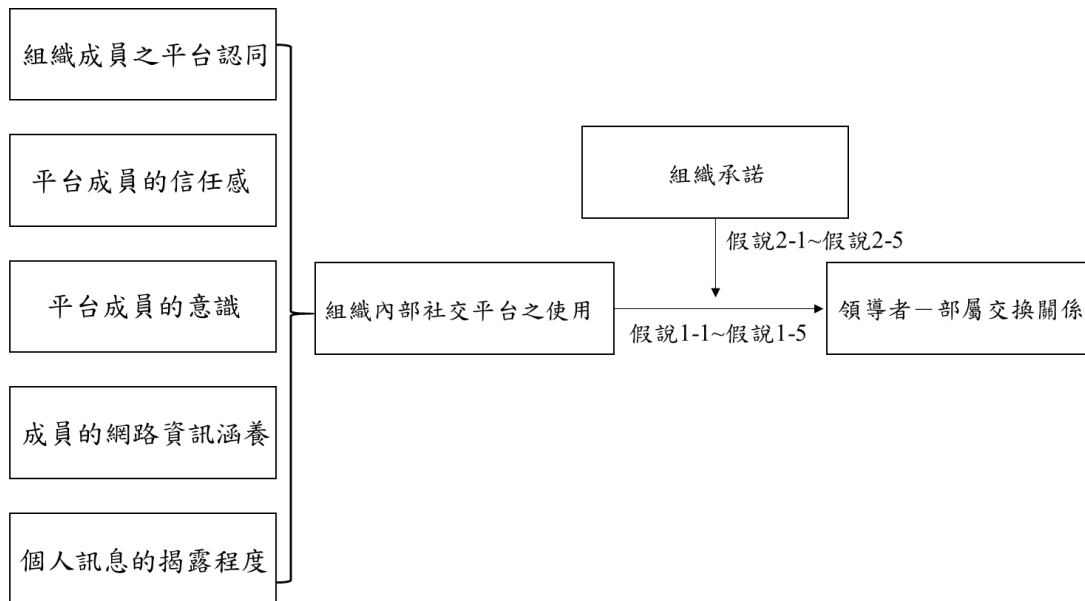 組織成員之平台認同
平台成員的信任感
平台成員的意識
成員的網路資訊涵養
個人訊息的揭露程度
組織內部社交平台之使用
組織承諾
假說2-1~假說2-5
假說1-1~假說1-5
領導者－部屬交換關係